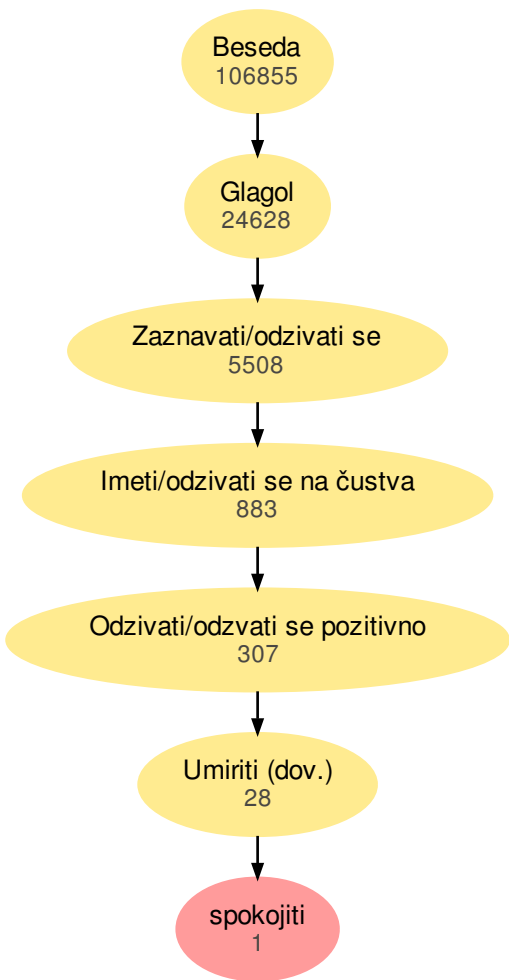 Beseda
106855
Glagol
24628
Zaznavati/odzivati se
5508
Imeti/odzivati se na čustva
883
Odzivati/odzvati se pozitivno
307
Umiriti (dov.)
28
spokojiti
1